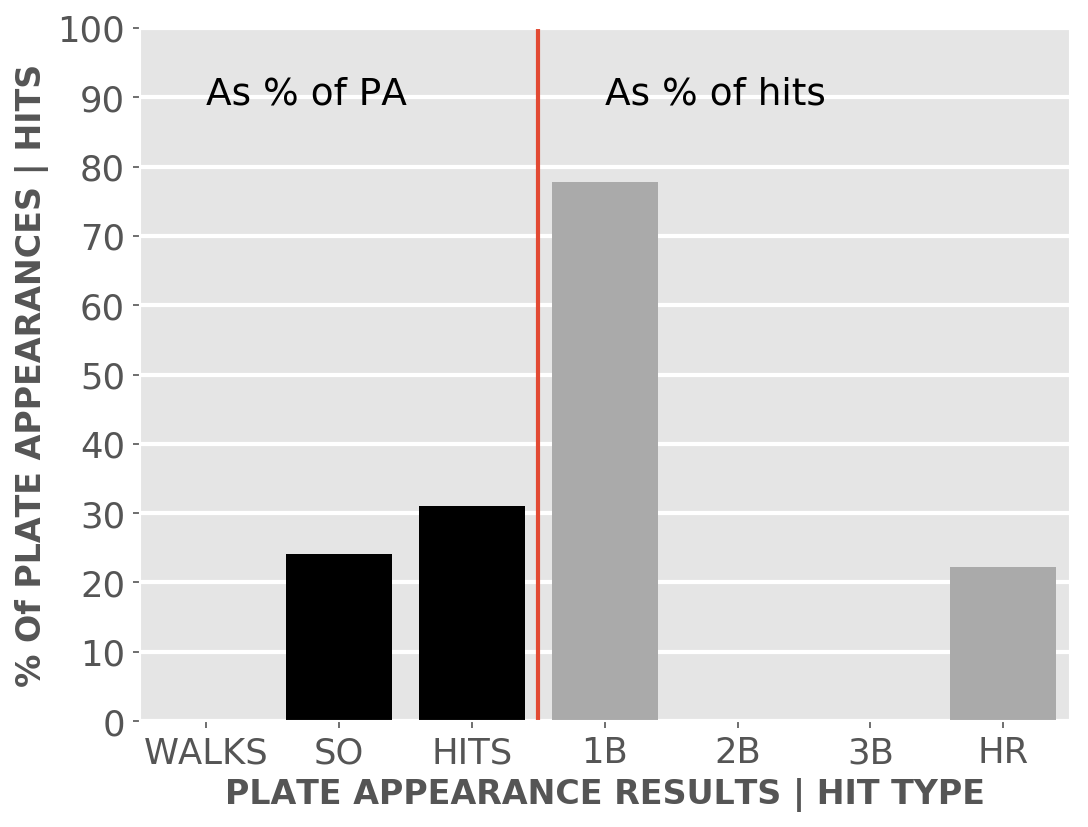 % Of PLATE APPEARANCES | HITS
100
90
80
70
60
50
40
30
20
10
0
As % of PA
As % of hits
WALKS SO HITS 1B 2B 3B HR
PLATE APPEARANCE RESULTS | HIT TYPE